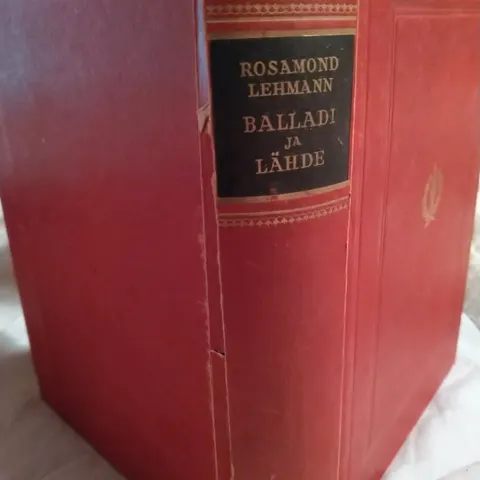 ROSAMOND
LEHMANN
BALLADI
JA
LÄHDE